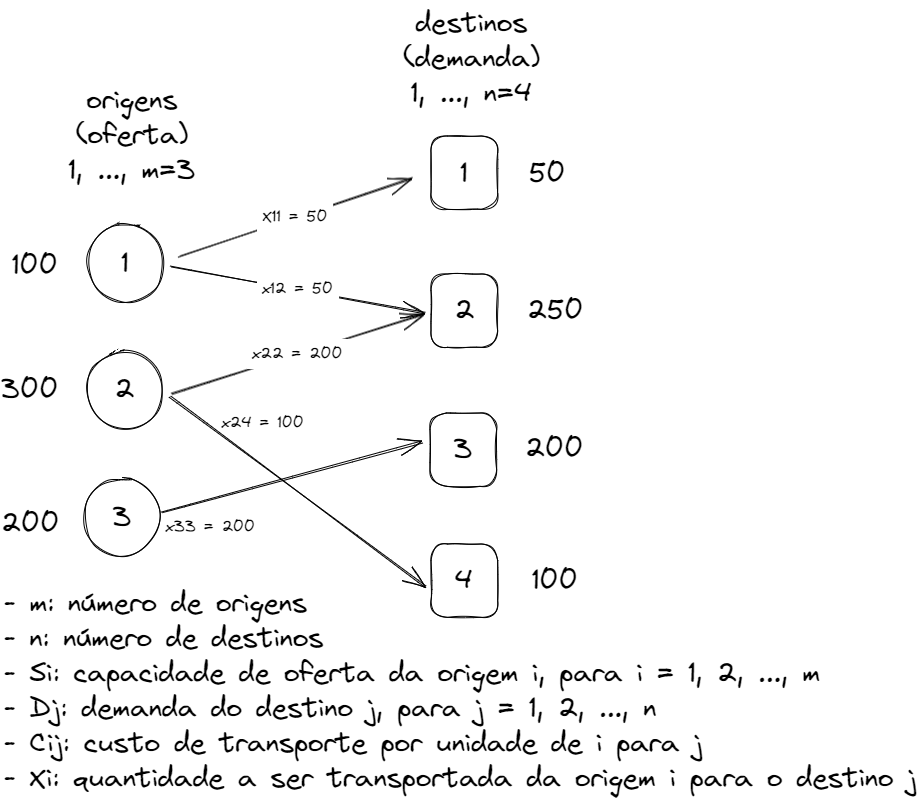 destinos
(demanda)
1, ..., n=4
origens
(oferta)
1, ..., m=3
1
50
x11 = 50
100
1
x12 = 50
2
250
x22 = 200
300
2
x24 = 100
3
200
200
3
x33 = 200
4
100
- m: número de origens
- n: número de destinos
- Si: capacidade de oferta da origem i, para i = 1, 2, ..., m
- Dj: demanda do destino j, para j = 1, 2, ..., n
- Cij: custo de transporte por unidade de i para j
- Xi: quantidade a ser transportada da origem i para o destino j